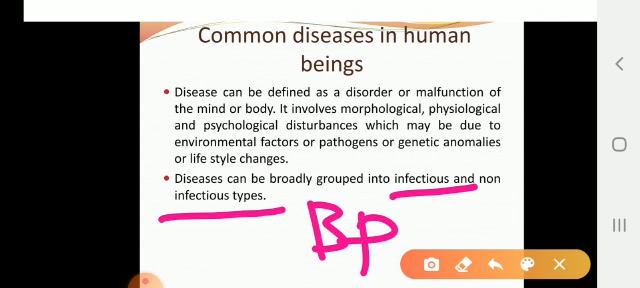 Common diseases in human
beings
• Disease can be defined as a disorder or malfunction of
the mind or body. It involves morphological, physiological
and psychological disturbances which may be due to
environmental factors or pathogens or genetic anomalies
or life style changes.
• Diseases can be broadly grouped into infectious and non
infectious types.
Bp